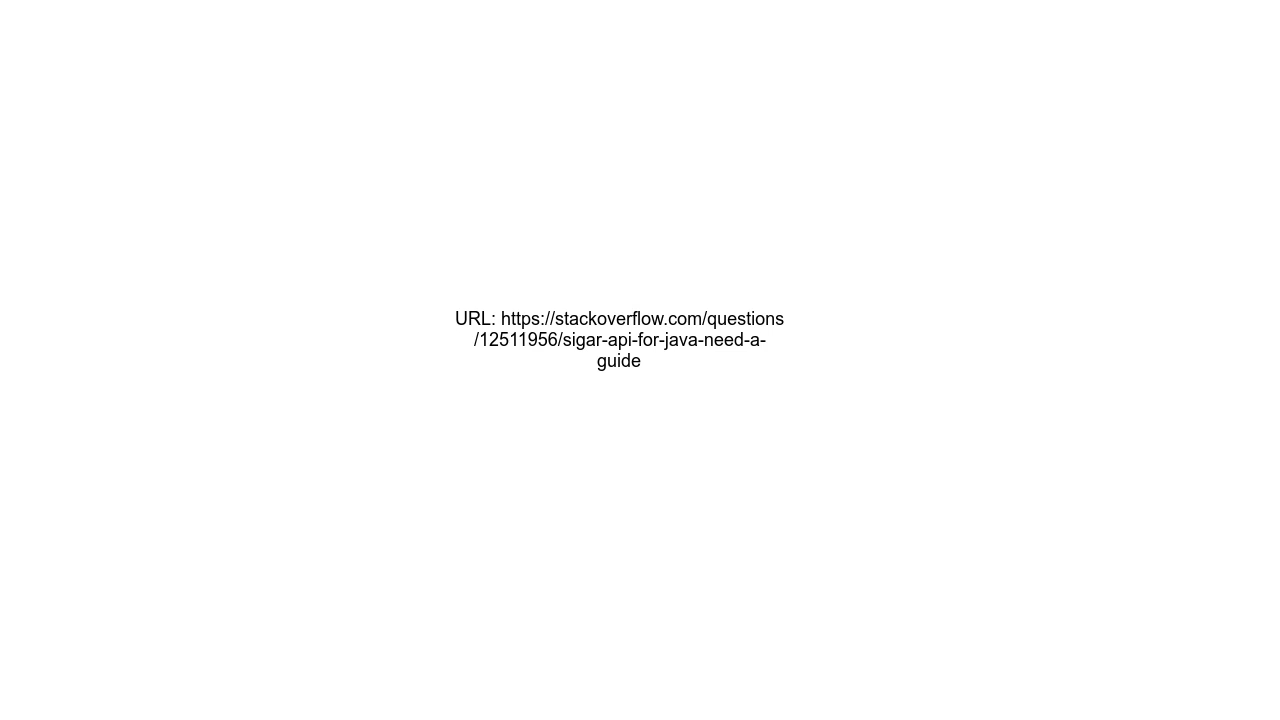 URL: https://stackoverflow.com/questions
/12511956/sigar-api-for-java-need-a-
guide